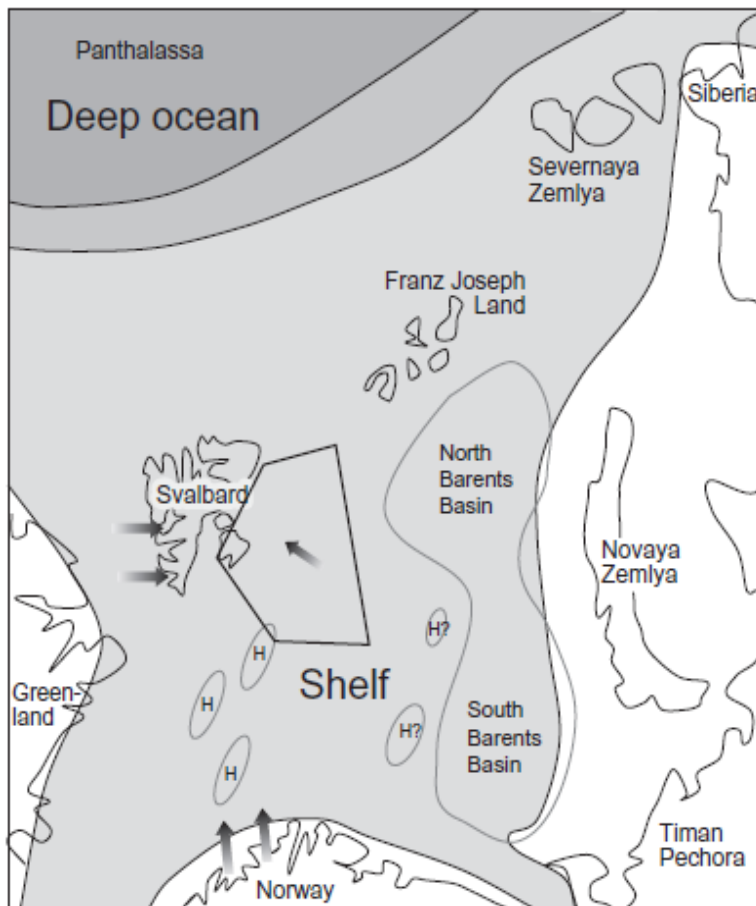 Panthalassa
Deep ocean
Siberia
Severnaya
Zemlya
Franz Joseph
Land
North
Barents
Basin
Svalbard
Novaya
Zemlya
H?
H
Shelf
Green-
land
H
H?
South
Barents
Basin
H
Timan
Pechora
Norway